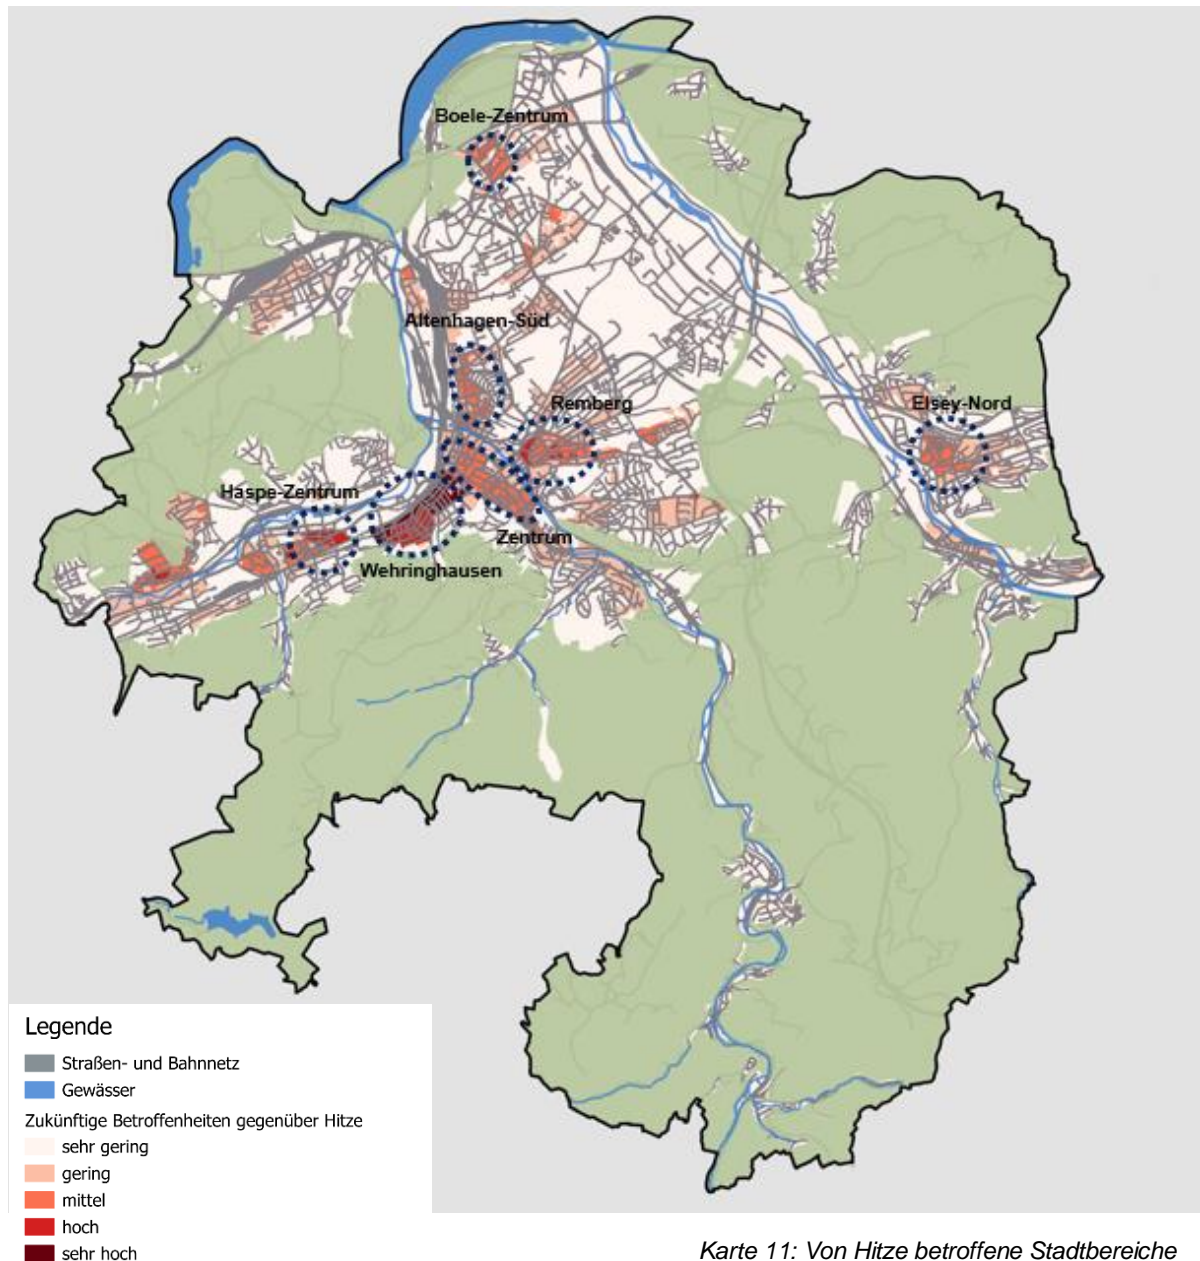 Boele-Zentrum
Altenhagen-Süd
Remberg
Elsey-Nord
Haspe-Zentrum
Zentrum
Wehringhausen
Legende
Straßen- und Bahnnetz
Gewässer
Zukünftige Betroffenheiten gegenüber Hitze
sehr gering
gering
mittel
hoch
sehr hoch
Karte 11: Von Hitze betroffene Stadtbereiche